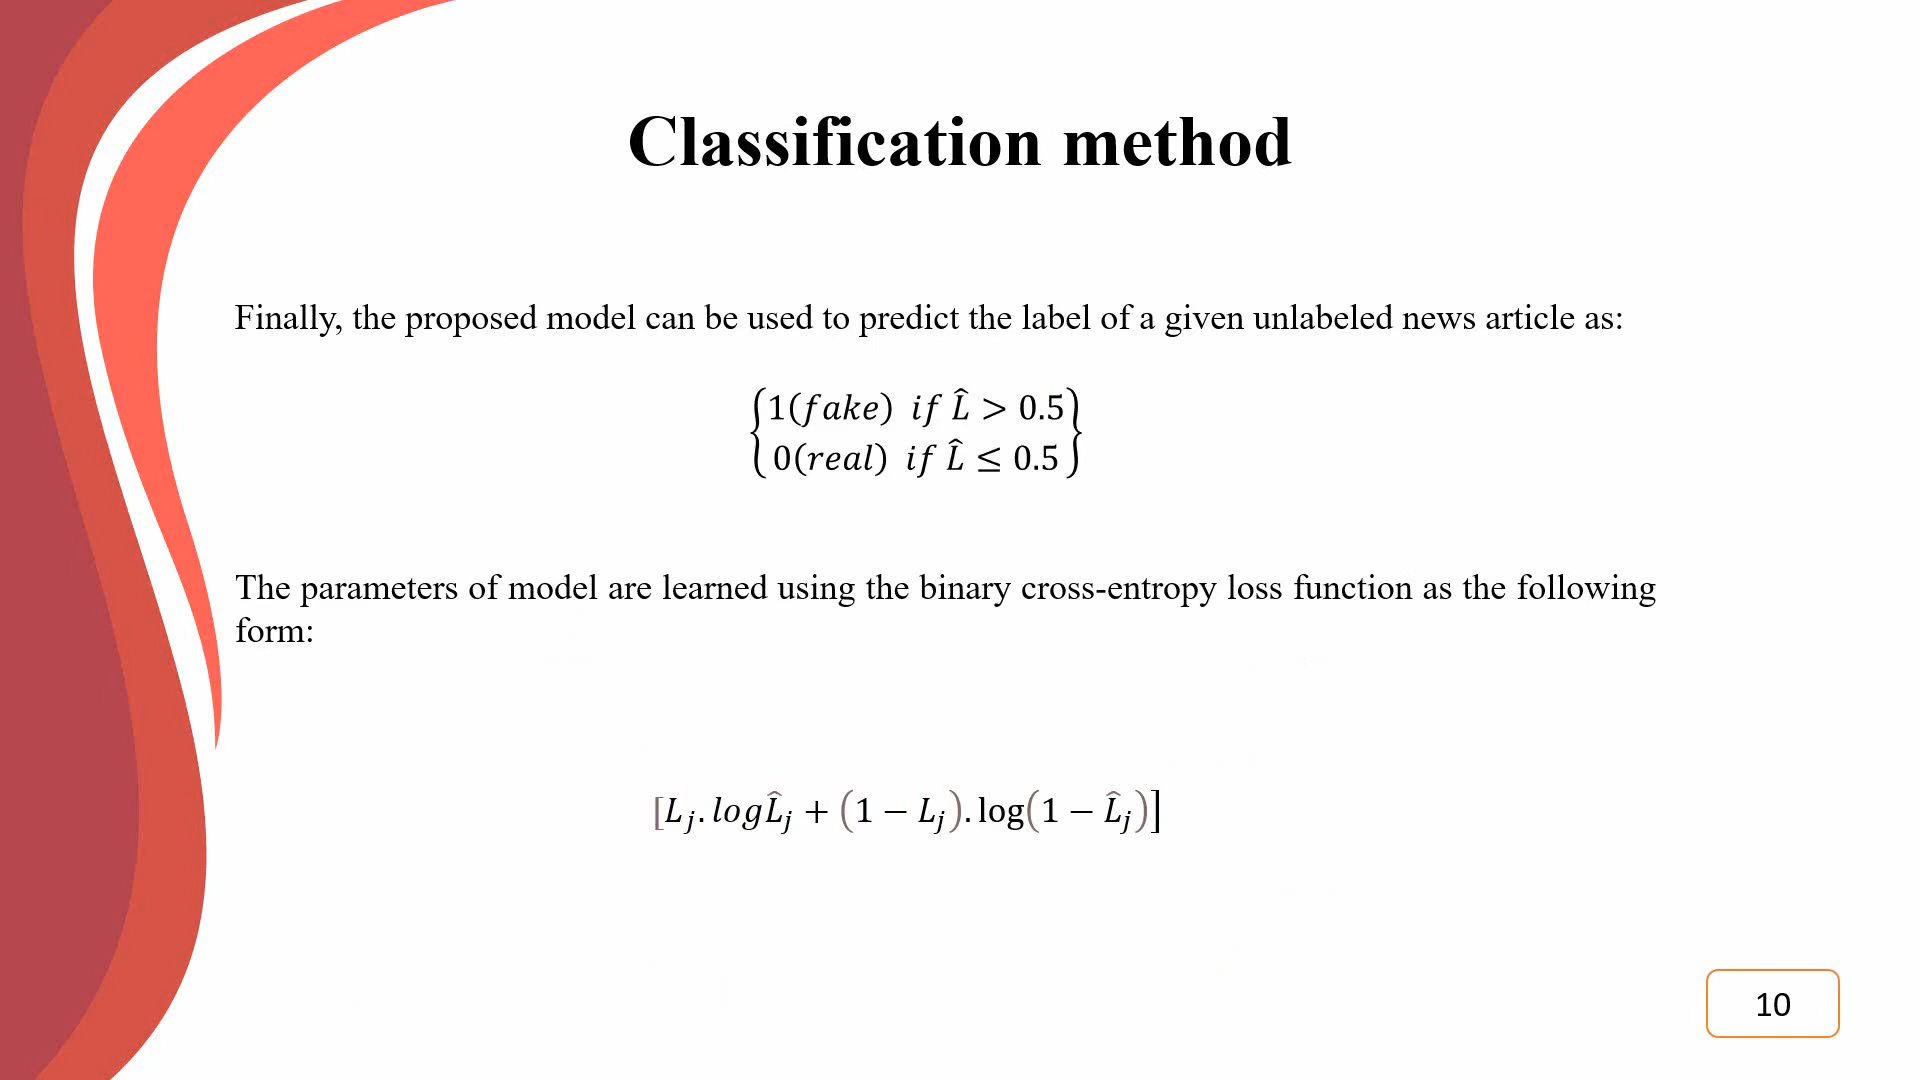 Classification method
Finally, the proposed model can be used to predict the label of a given unlabeled news article as:
{1(fake) if L̂ > 0.5}
{0(real) if L̂ ≤ 0.5}
The parameters of model are learned using the binary cross-entropy loss function as the following
form:
[Lⱼ. logL̂ⱼ + (1 − Lⱼ). log(1 − L̂ⱼ)]
10